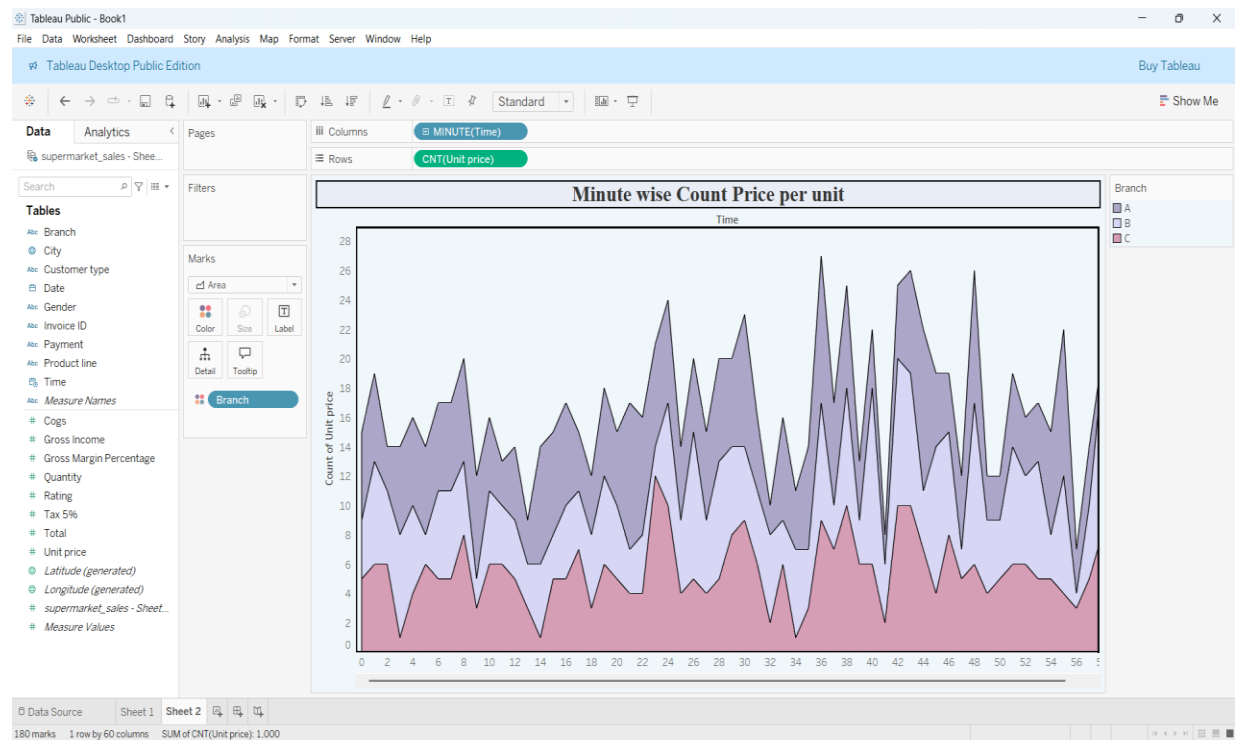 Tableau Public - Book1
File Data Worksheet Dashboard Story Analysis Map Format Server Window Help
Tableau Desktop Public Edition
Buy Tableau
Standard
Show Me
Data
Analytics
supermarket_sales - Shee...
Search
Tables
Abc Branch
City
Abc Customer type
Date
Abc Gender
Abc Invoice ID
Abc Payment
Abc Product line
Time
Abc Measure Names
# Cogs
# Gross Income
# Gross Margin Percentage
# Quantity
# Rating
# Tax 5%
# Total
# Unit price
Latitude (generated)
Longitude (generated)
# supermarket_sales - Sheet...
# Measure Values
Pages
Filters
Marks
Area
Color
Size
Label
Detail
Tooltip
Branch
Columns
MINUTE(Time)
Rows
CNT(Unit price)
Minute wise Count Price per unit
Time
Count of Unit price
28
26
24
22
20
18
16
14
12
10
8
6
4
2
0
0 2 4 6 8 10 12 14 16 18 20 22 24 26 28 30 32 34 36 38 40 42 44 46 48 50 52 54 56
Branch
A
B
C
Data Source
Sheet 1
Sheet 2
180 marks 1 row by 60 columns SUM of CNT(Unit price): 1.000